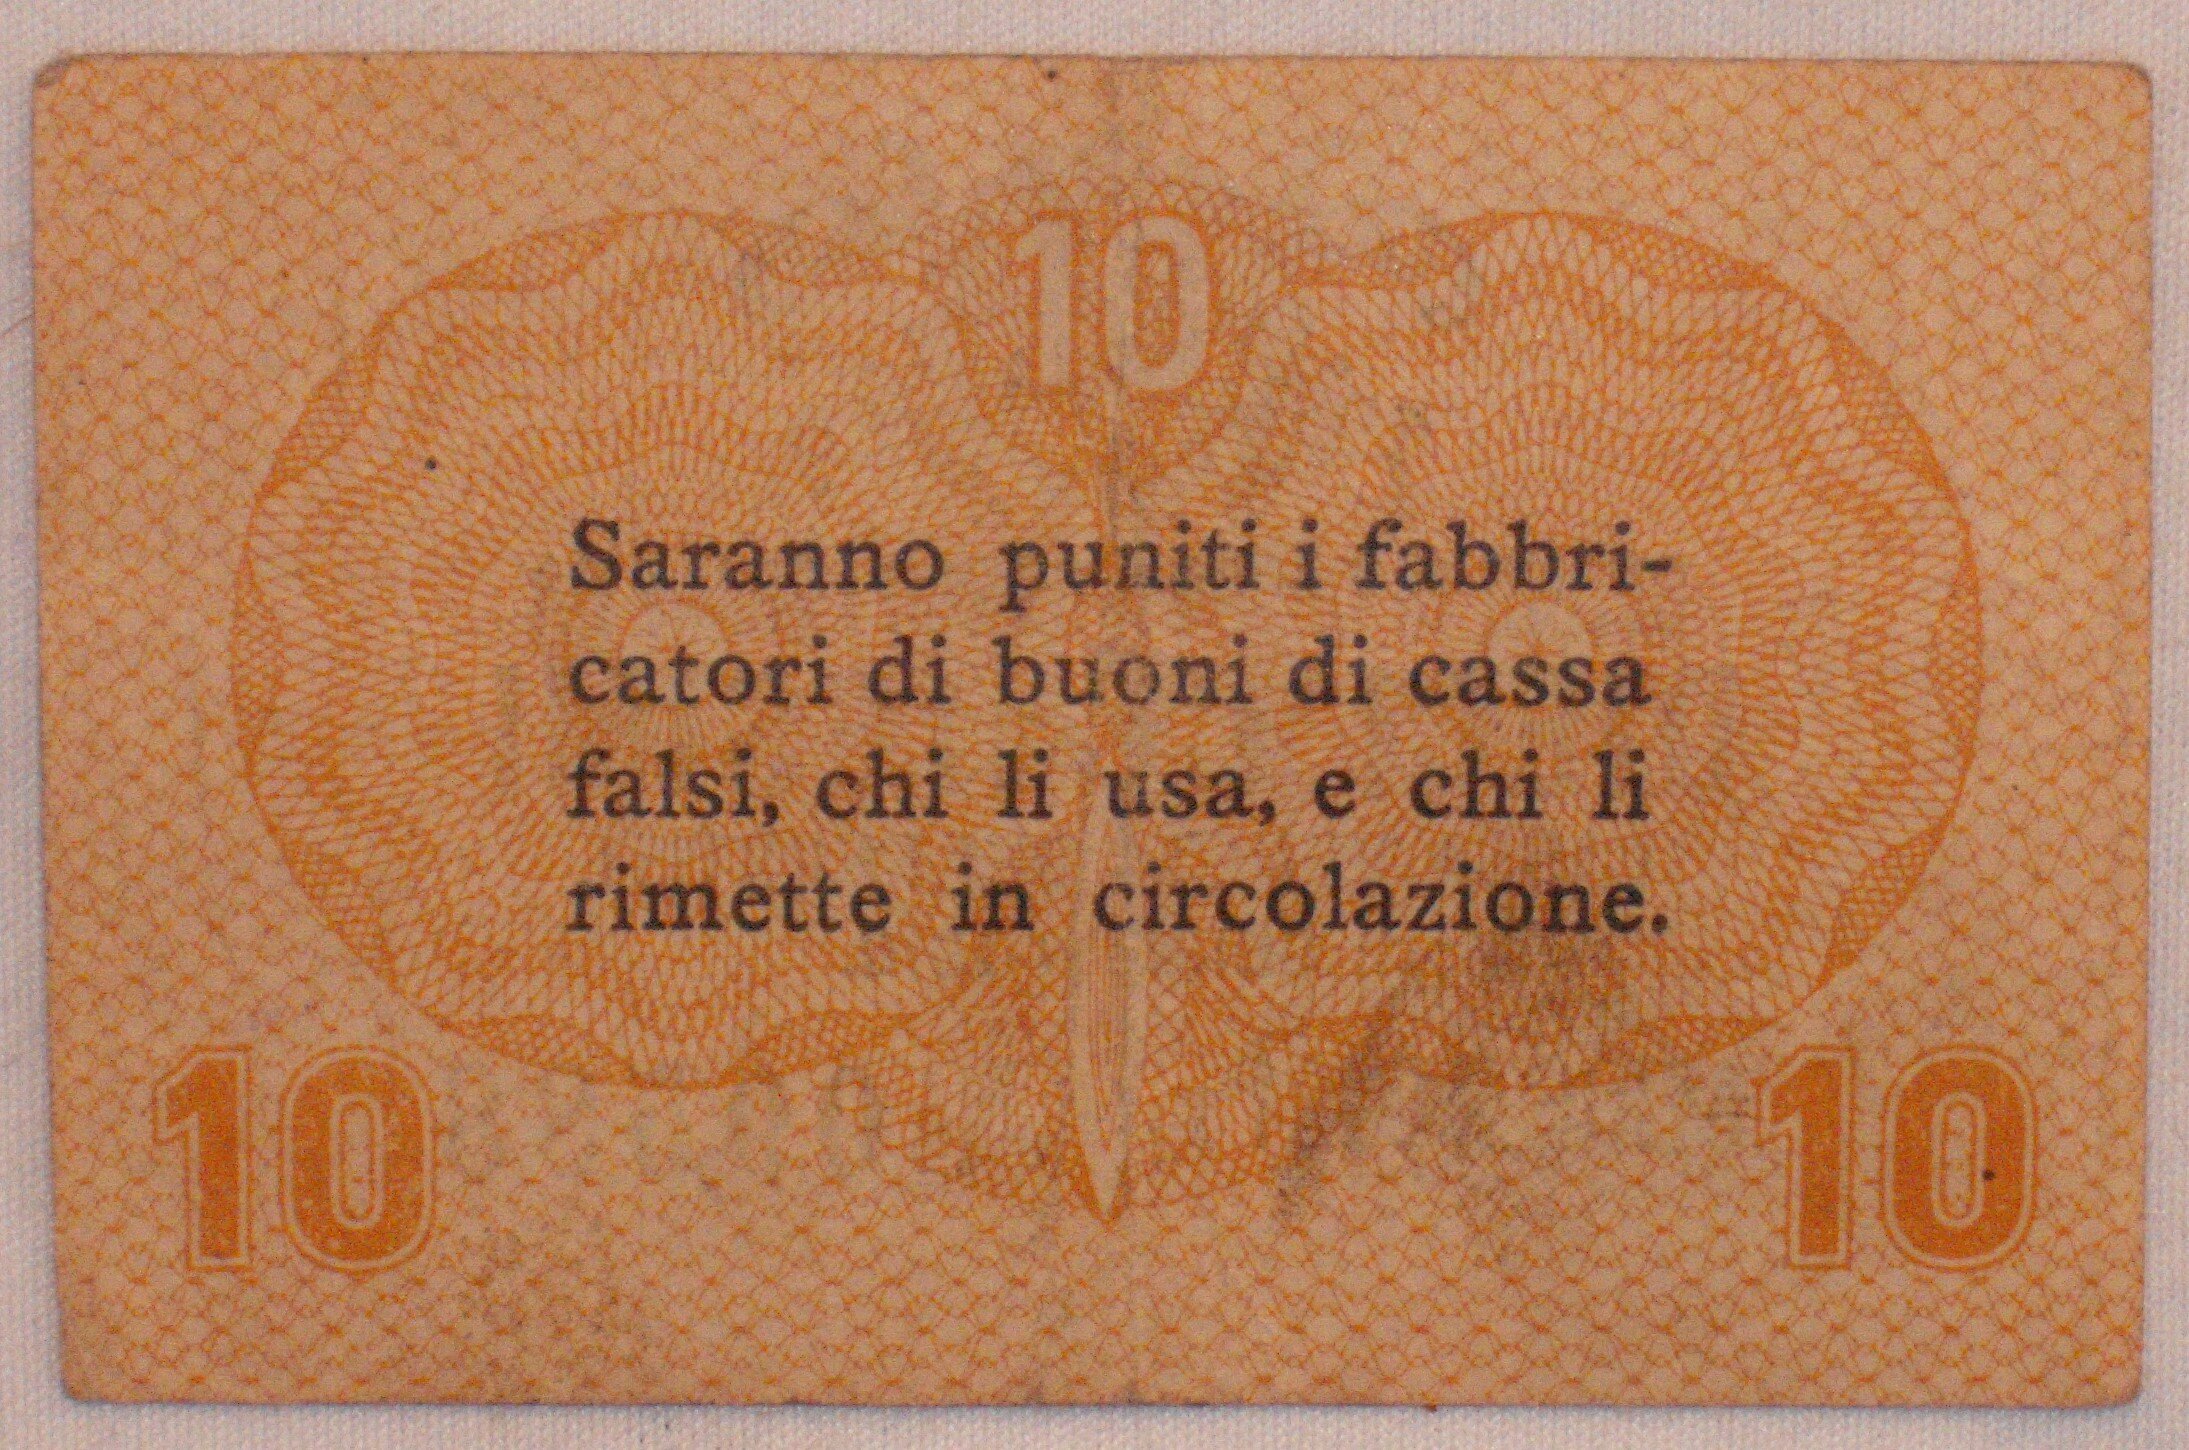 10
Saranno puniti i fabbri-
catori di buoni di cassa
falsi, chi li usa, e chi li
rimette in circolazione.
10 10